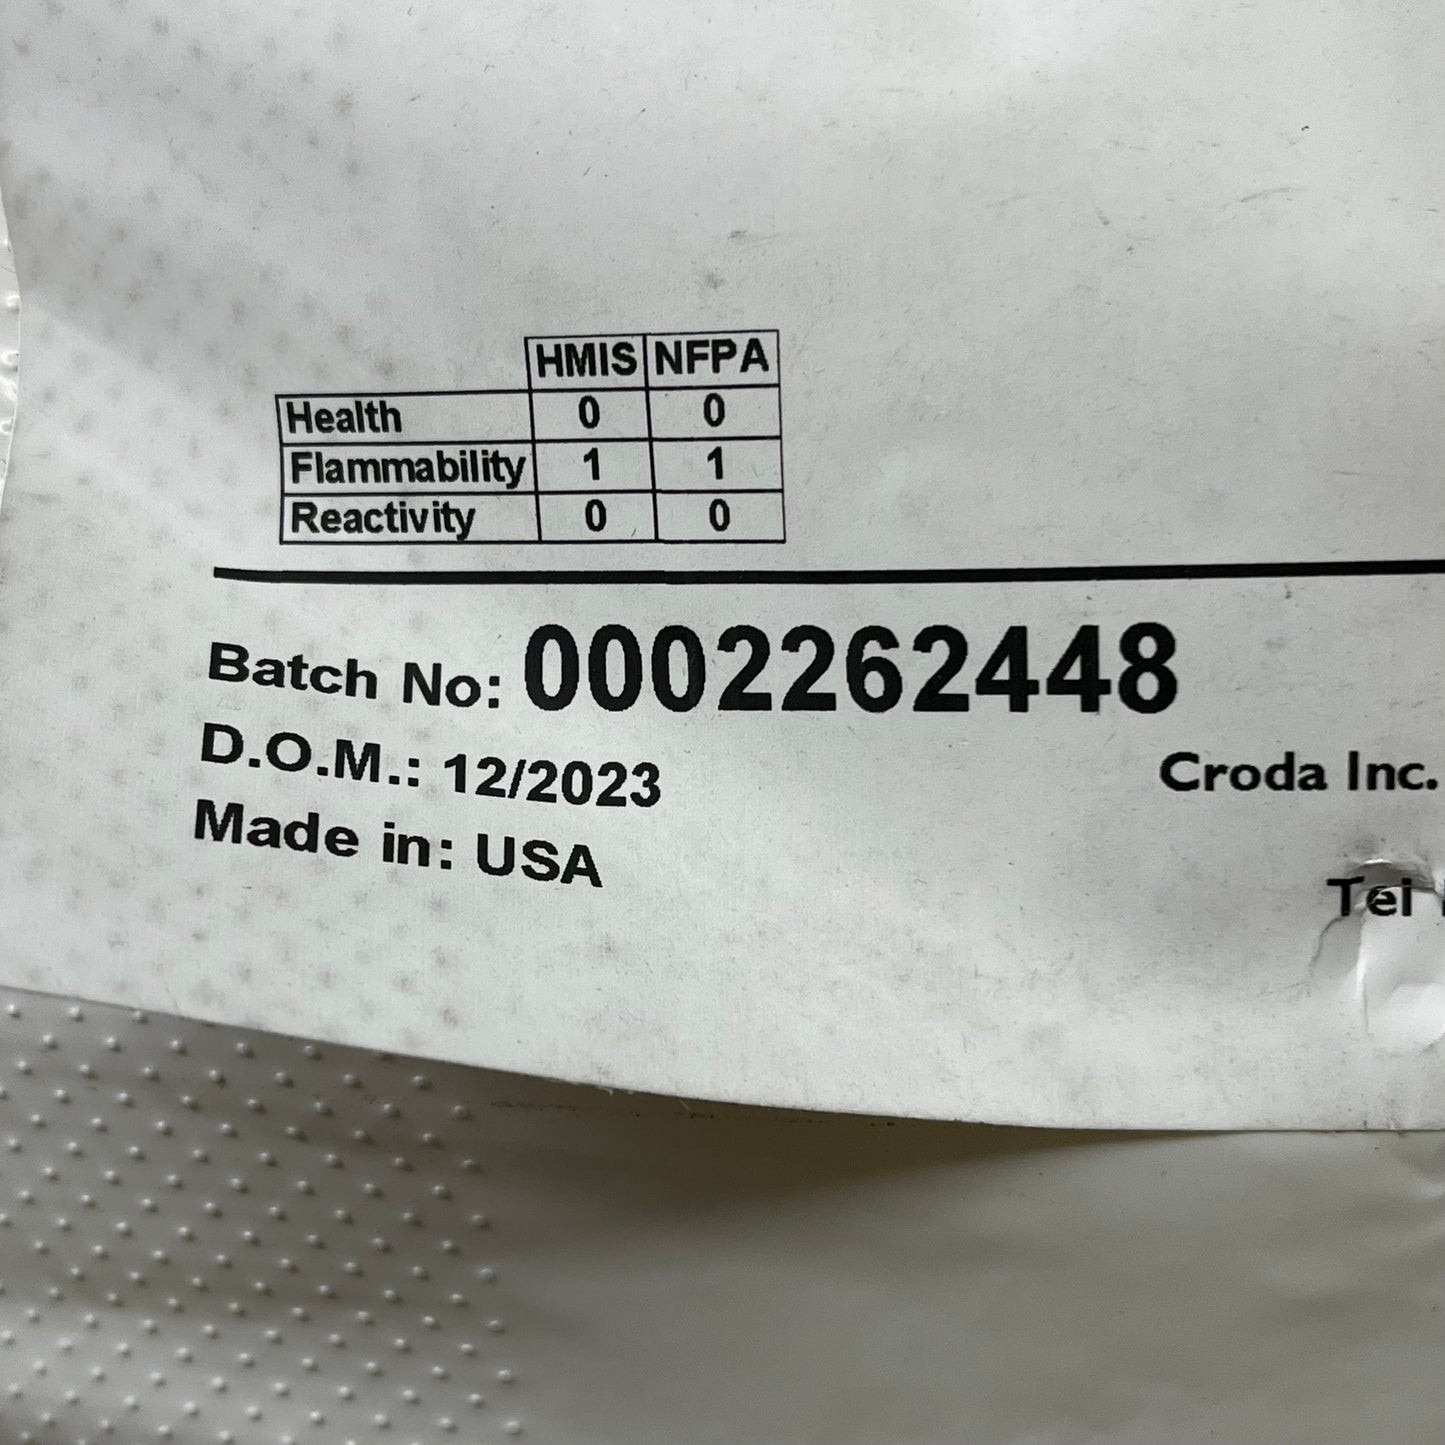 HMIS NFPA
Health 0 0
Flammability 1 1
Reactivity 0 0
Batch No: 0002262448
D.O.M.: 12/2023
Croda Inc.
Made in: USA
Tel